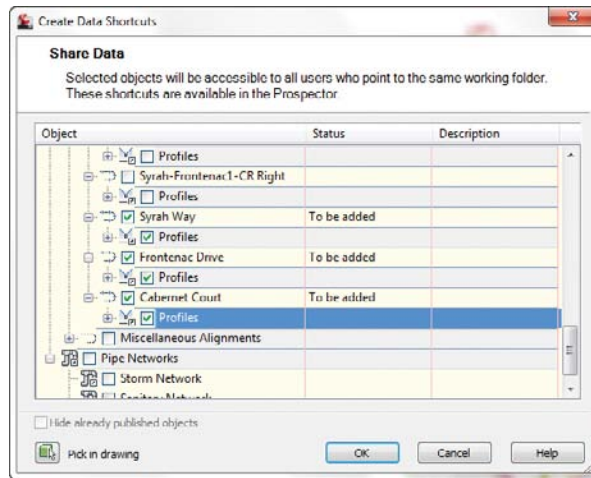 Create Data Shortcuts
Share Data
Selected objects will be accessible to all users who point to the same working folder.
These shortcuts are available in the Prospector
Object Status Description
Profiles
Syrah-Frontenac1-CR Right
Profiles
Syrah Way To be added
Profiles
Frontenac Drive To be added
Profiles
Cabernet Court To be added
Profiles
Miscellaneous Alignments
Pipe Networks
Storm Network
Sanitary Network
Hide already published objects
Pick in drawing OK Cancel Help